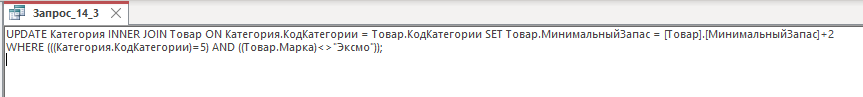 Запрос_14_3
UPDATE Категория INNER JOIN Товар ON Категория.КодКатегории = Товар.КодКатегории SET Товар.МинимальныйЗапас = [Товар].[МинимальныйЗапас]+2
WHERE (((Категория.КодКатегории)=5) AND ((Товар.Марка)<>"Эксмо"));